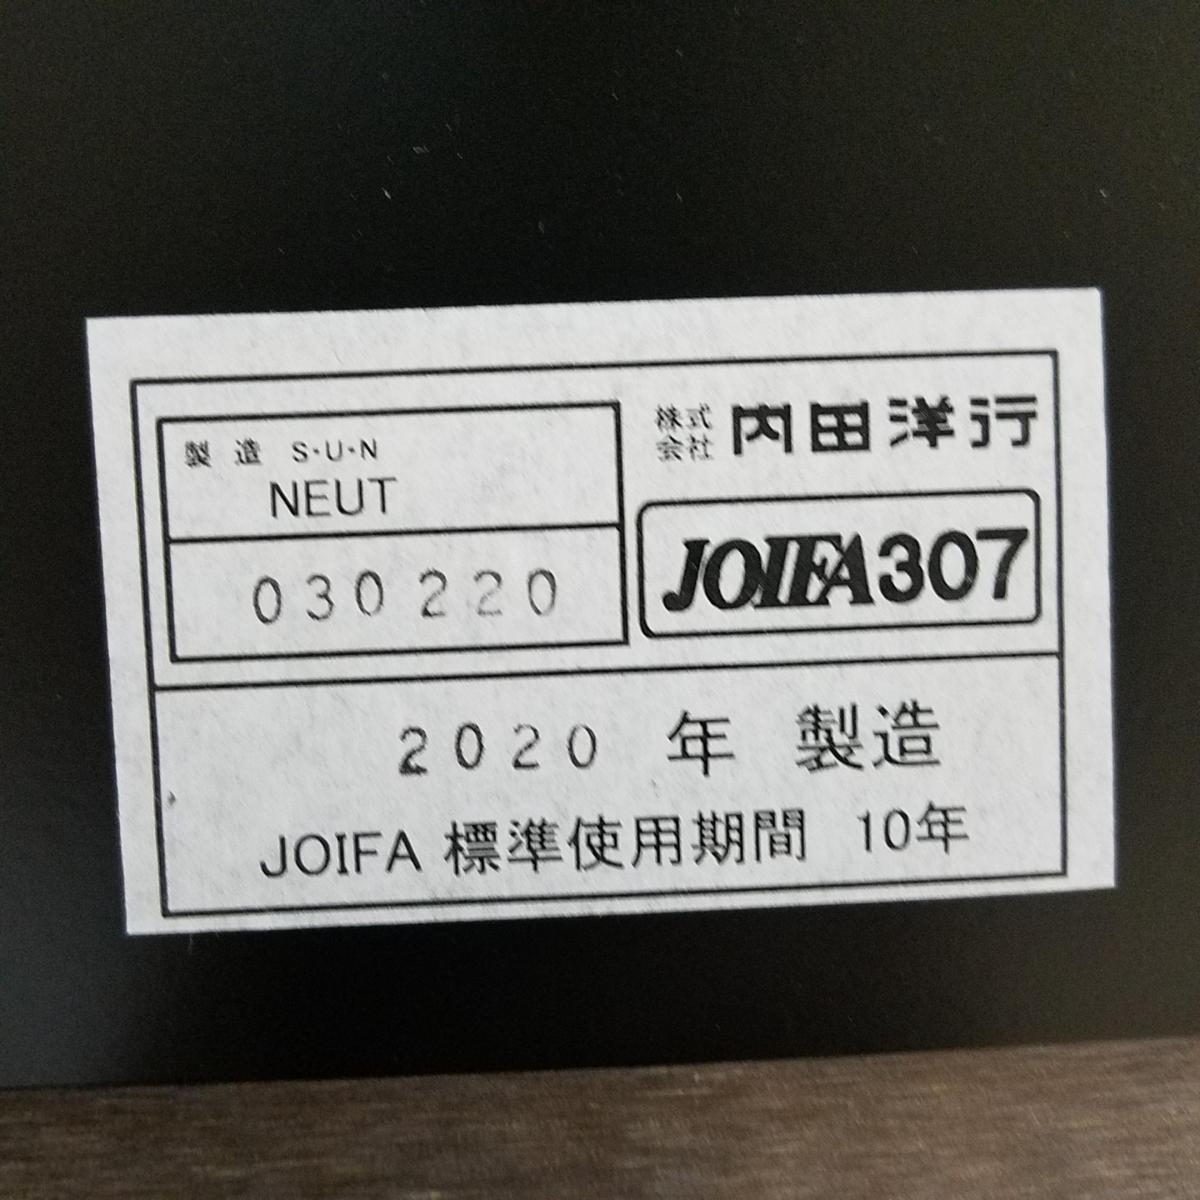 製造 S・U・N
NEUT
030220
株式会社 内田洋行
JOIFA307
2020 年 製造
JOIFA 標準使用期間 10年